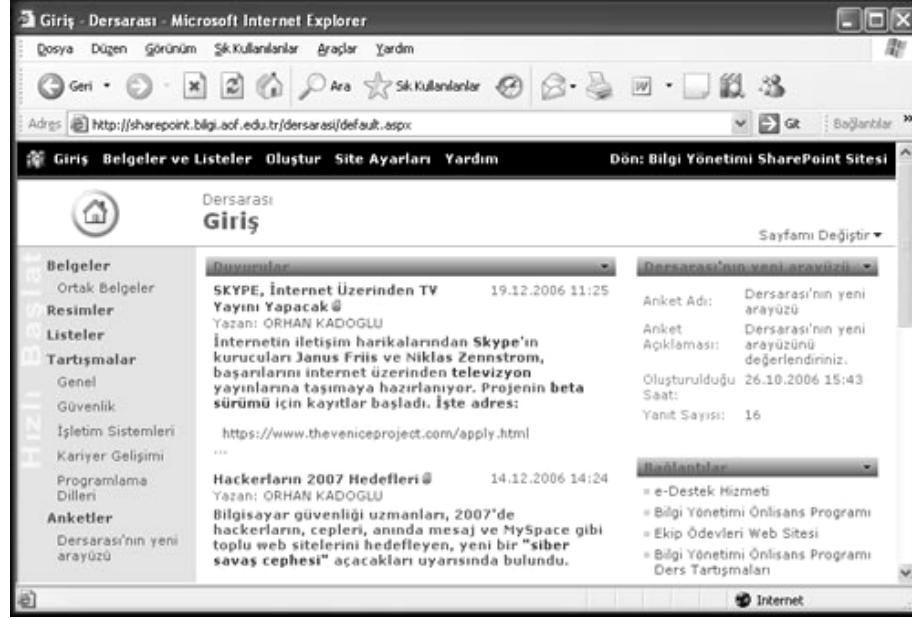 Giriş - Dersarası - Microsoft Internet Explorer
Dosya Düzen Görünüm Sık Kullanılanlar Araçlar Yardım
Geri Ara Sık Kullanılanlar
Adres http://sharepoint.bilgi.aof.edu.tr/dersarasi/default.aspx Git Bağlantılar »
Giriş Belgeler ve Listeler Oluştur Site Ayarları Yardım Dön: Bilgi Yönetimi SharePoint Sitesi
Dersarası
Giriş
Sayfamı Değiştir
Hızlı Başlat
Belgeler
Ortak Belgeler
Resimler
Listeler
Tartışmalar
Genel
Güvenlik
İşletim Sistemleri
Kariyer Gelişimi
Programlama
Dilleri
Anketler
Dersarası'nın yeni
arayüzü
Duyurular
SKYPE, İnternet Üzerinden TV 19.12.2006 11:25
Yayını Yapacak
Yazan: ORHAN KADOGLU
İnternetin iletişim harikalarından Skype'ın
kurucuları Janus Friis ve Niklas Zennstrom,
başarılarını internet üzerinden televizyon
yayınlarına taşımaya hazırlanıyor. Projenin beta
sürümü için kayıtlar başladı. İşte adres:
https://www.theveniceproject.com/apply.html
...
Hackerların 2007 Hedefleri 14.12.2006 14:24
Yazan: ORHAN KADOGLU
Bilgisayar güvenliği uzmanları, 2007'de
hackerların, cepleri, anında mesaj ve MySpace gibi
toplu web sitelerini hedefleyen, yeni bir "siber
savaş cephesi" açacakları uyarısında bulundu.
Dersarası'nın yeni arayüzü
Anket Adı: Dersarası'nın yeni
arayüzü
Anket Dersarası'nın yeni
Açıklaması: arayüzünü
değerlendiriniz.
Oluşturulduğu 26.10.2006 15:43
Saat:
Yanıt Sayısı: 16
Bağlantılar
e-Destek Hizmeti
Bilgi Yönetimi Önlisans Programı
Ekip Ödevleri Web Sitesi
Bilgi Yönetimi Önlisans Programı
Ders Tartışmaları
Internet